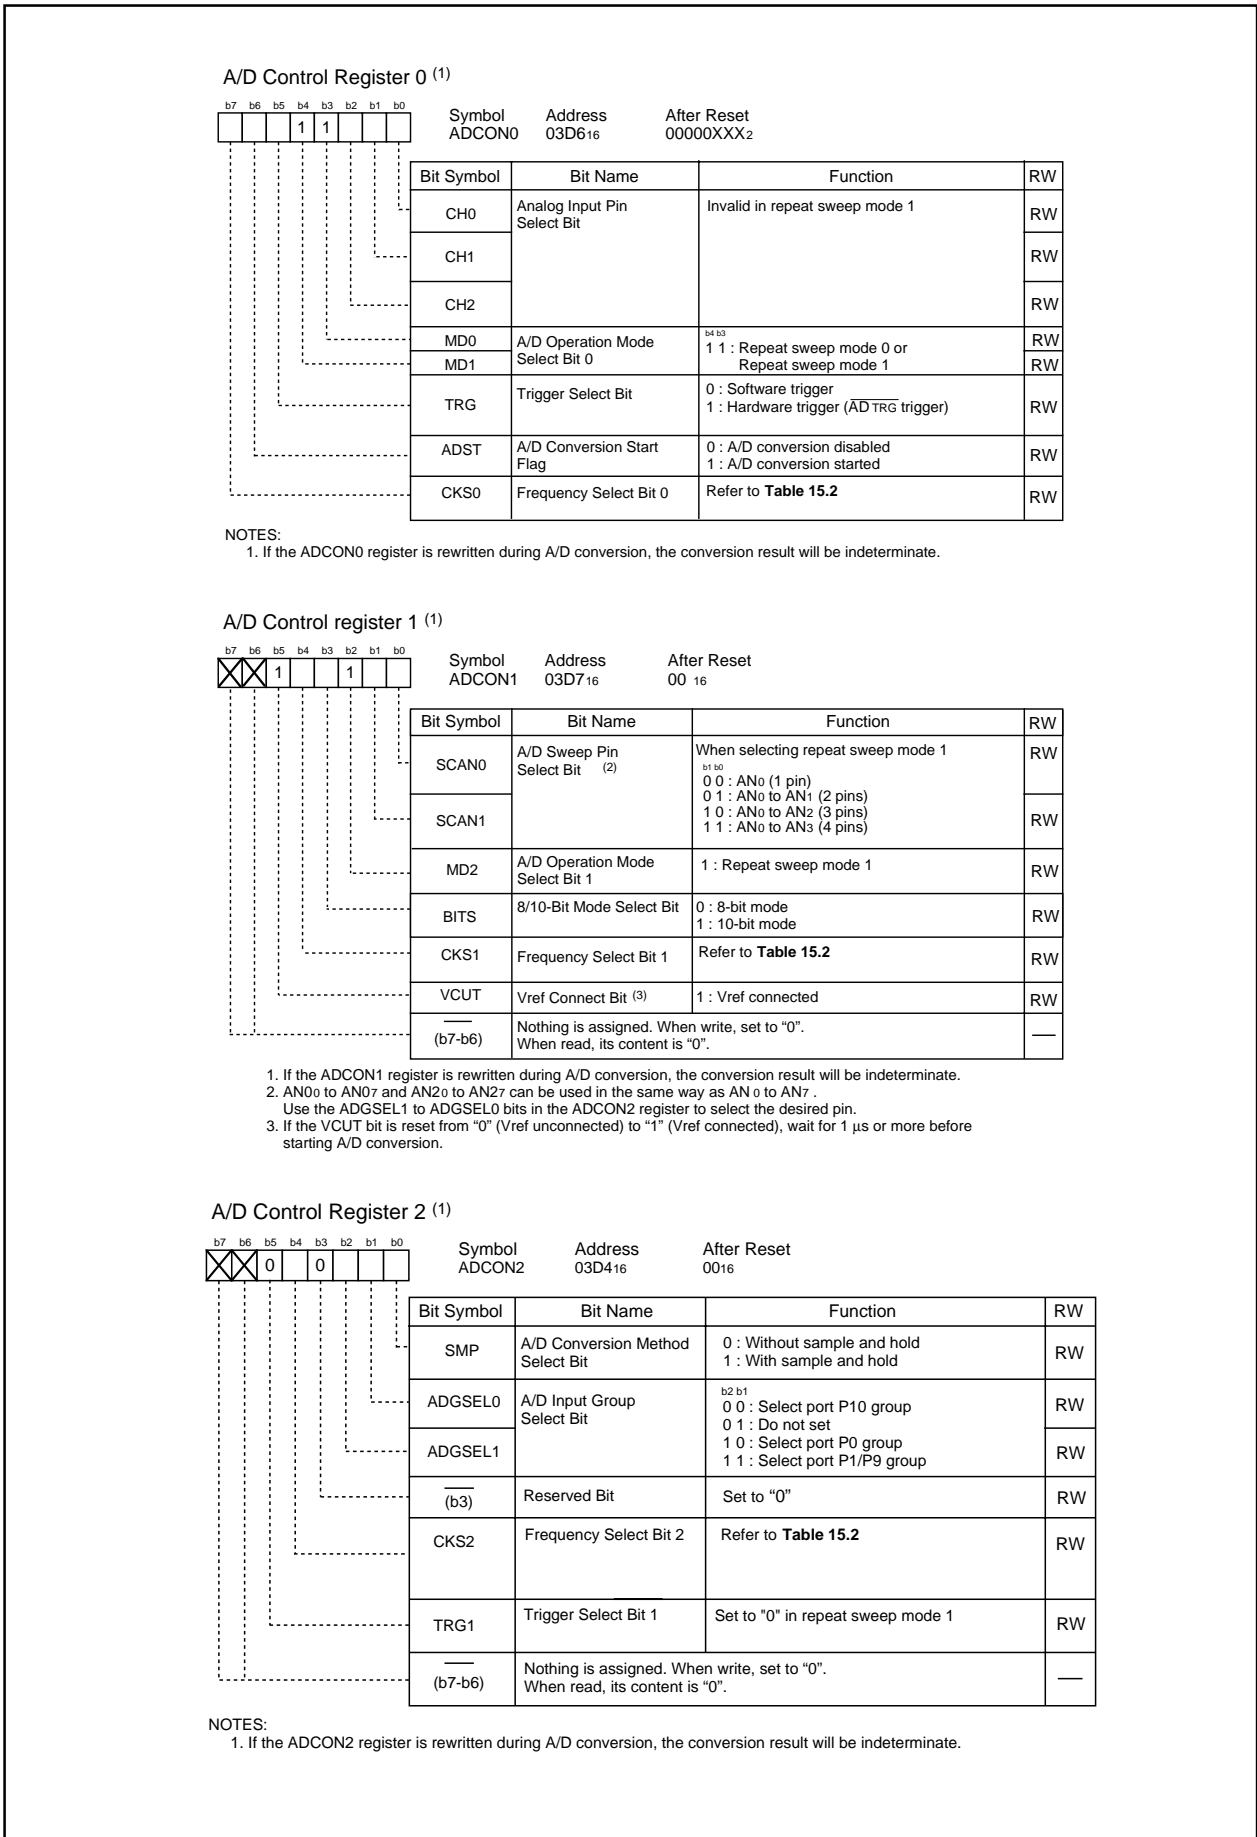 A/D Control Register 0 (1)
b7 b6 b5 b4 b3 b2 b1 b0
1 1
Symbol Address After Reset
ADCON0 03D616 00000XXX2
Bit Symbol Bit Name Function RW
CH0 Analog Input Pin Select Bit Invalid in repeat sweep mode 1 RW
CH1 RW
CH2 RW
MD0 A/D Operation Mode Select Bit 0 b4 b3 RW
1 1 : Repeat sweep mode 0 or
MD1 Repeat sweep mode 1 RW
TRG Trigger Select Bit 0 : Software trigger RW
1 : Hardware trigger (ADTRG trigger)
ADST A/D Conversion Start Flag 0 : A/D conversion disabled RW
1 : A/D conversion started
CKS0 Frequency Select Bit 0 Refer to Table 15.2 RW
NOTES:
1. If the ADCON0 register is rewritten during A/D conversion, the conversion result will be indeterminate.
A/D Control register 1 (1)
b7 b6 b5 b4 b3 b2 b1 b0
1 1
Symbol Address After Reset
ADCON1 03D716 00 16
Bit Symbol Bit Name Function RW
SCAN0 A/D Sweep Pin Select Bit (2) When selecting repeat sweep mode 1 RW
b1 b0
0 0 : AN0 (1 pin)
0 1 : AN0 to AN1 (2 pins)
SCAN1 1 0 : AN0 to AN2 (3 pins) RW
1 1 : AN0 to AN3 (4 pins)
MD2 A/D Operation Mode Select Bit 1 1 : Repeat sweep mode 1 RW
BITS 8/10-Bit Mode Select Bit 0 : 8-bit mode RW
1 : 10-bit mode
CKS1 Frequency Select Bit 1 Refer to Table 15.2 RW
VCUT Vref Connect Bit (3) 1 : Vref connected RW
(b7-b6) Nothing is assigned. When write, set to “0”. —
When read, its content is “0”.
1. If the ADCON1 register is rewritten during A/D conversion, the conversion result will be indeterminate.
2. AN00 to AN07 and AN20 to AN27 can be used in the same way as AN 0 to AN7 .
Use the ADGSEL1 to ADGSEL0 bits in the ADCON2 register to select the desired pin.
3. If the VCUT bit is reset from “0” (Vref unconnected) to “1” (Vref connected), wait for 1 μs or more before
starting A/D conversion.
A/D Control Register 2 (1)
b7 b6 b5 b4 b3 b2 b1 b0
0 0
Symbol Address After Reset
ADCON2 03D416 0016
Bit Symbol Bit Name Function RW
SMP A/D Conversion Method Select Bit 0 : Without sample and hold RW
1 : With sample and hold
ADGSEL0 A/D Input Group Select Bit b2 b1 RW
0 0 : Select port P10 group
0 1 : Do not set
ADGSEL1 1 0 : Select port P0 group RW
1 1 : Select port P1/P9 group
(b3) Reserved Bit Set to “0” RW
CKS2 Frequency Select Bit 2 Refer to Table 15.2 RW
TRG1 Trigger Select Bit 1 Set to "0" in repeat sweep mode 1 RW
(b7-b6) Nothing is assigned. When write, set to “0”. —
When read, its content is “0”.
NOTES:
1. If the ADCON2 register is rewritten during A/D conversion, the conversion result will be indeterminate.